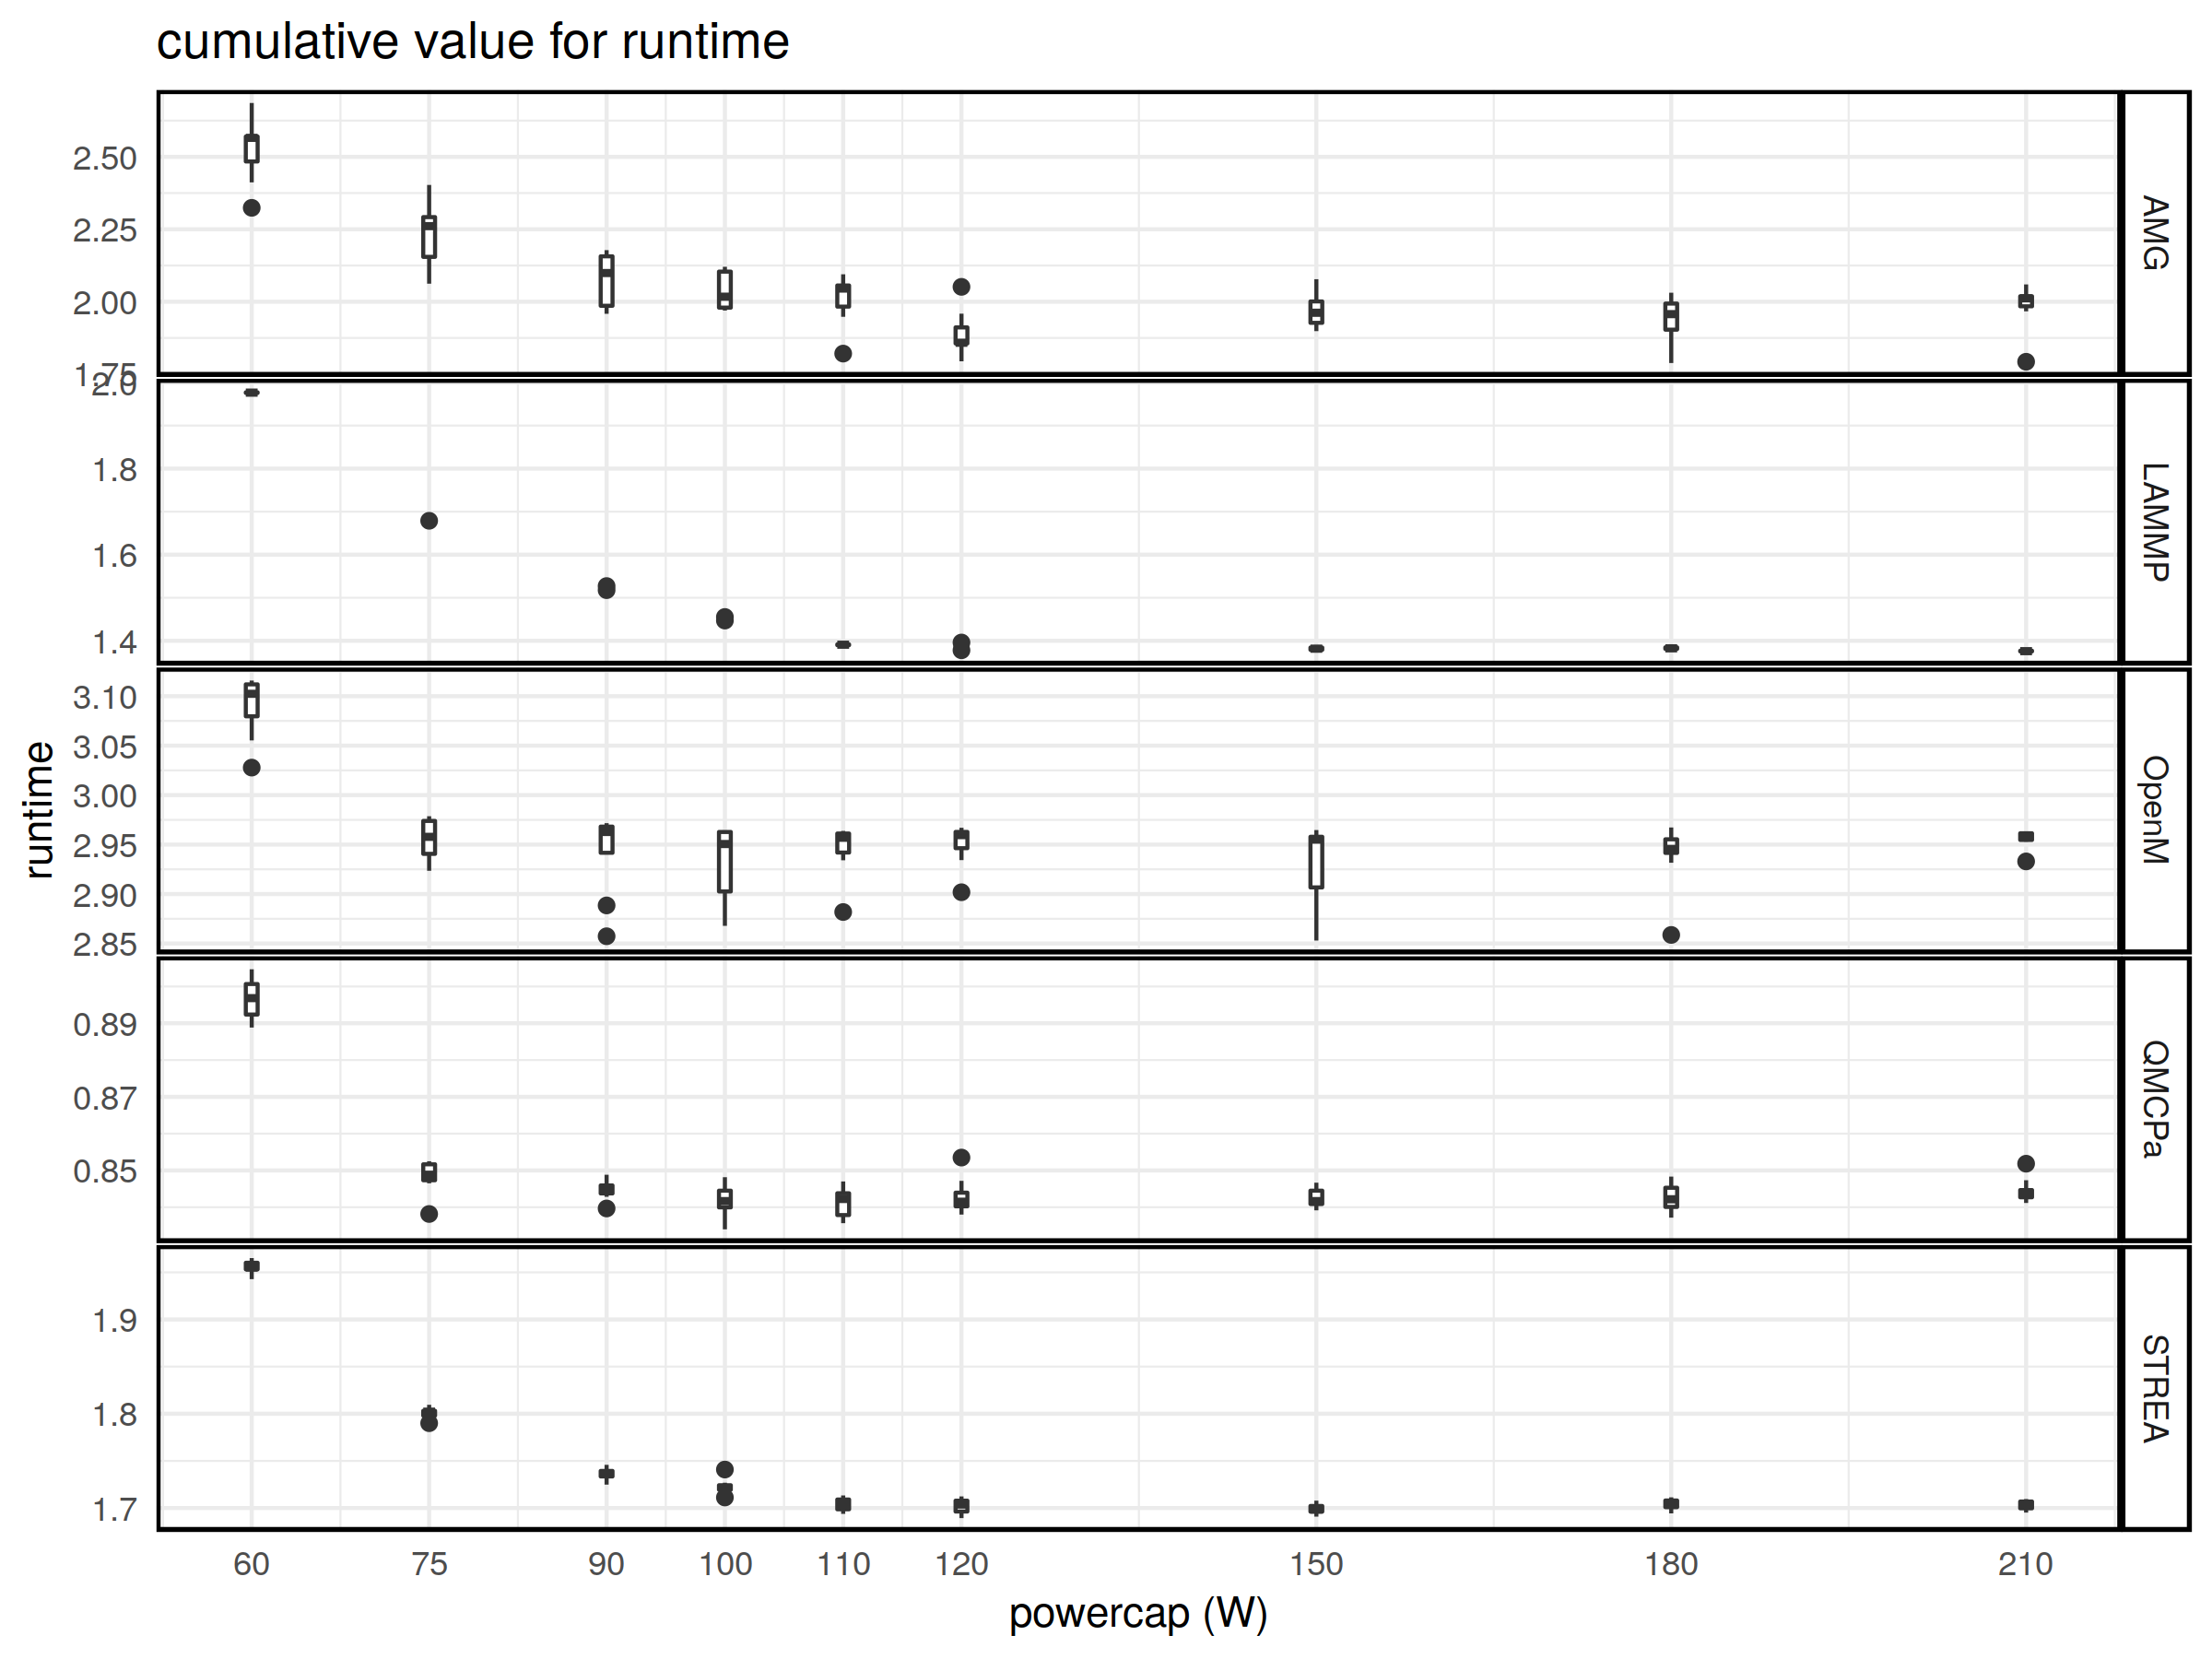 cumulative value for runtime
2.50
2.25
2.00
1.75
AMG
2.0
1.8
1.6
1.4
LAMMP
3.10
3.05
3.00
2.95
2.90
2.85
OpenM
runtime
0.89
0.87
0.85
QMCPa
1.9
1.8
1.7
STREA
60 75 90 100 110 120 150 180 210
powercap (W)